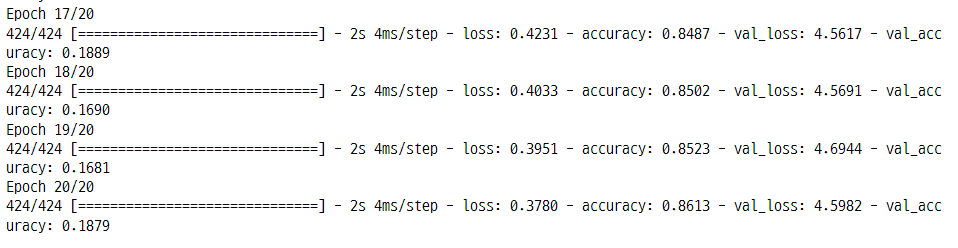 Epoch 17/20
424/424 [==============================] - 2s 4ms/step - loss: 0.4231 - accuracy: 0.8487 - val_loss: 4.5617 - val_acc
uracy: 0.1889
Epoch 18/20
424/424 [==============================] - 2s 4ms/step - loss: 0.4033 - accuracy: 0.8502 - val_loss: 4.5691 - val_acc
uracy: 0.1690
Epoch 19/20
424/424 [==============================] - 2s 4ms/step - loss: 0.3951 - accuracy: 0.8523 - val_loss: 4.6944 - val_acc
uracy: 0.1681
Epoch 20/20
424/424 [==============================] - 2s 4ms/step - loss: 0.3780 - accuracy: 0.8613 - val_loss: 4.5982 - val_acc
uracy: 0.1879